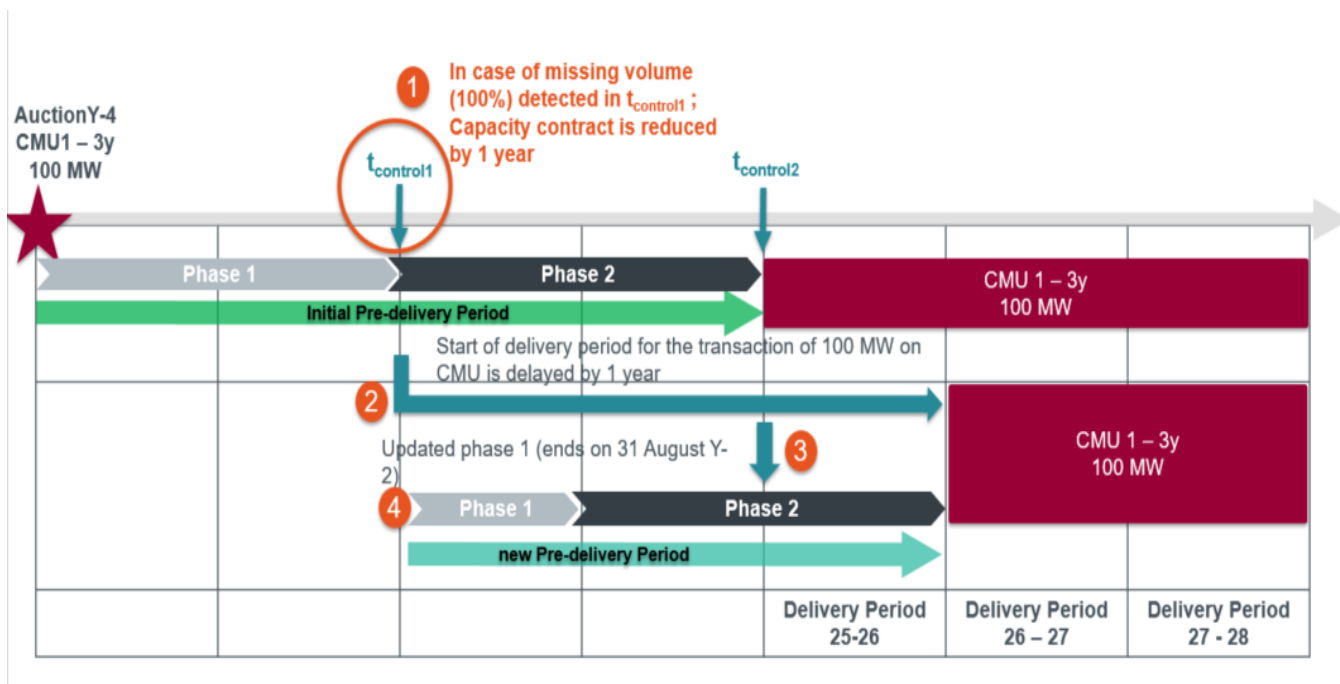 1
In case of missing volume
(100%) detected in tcontrol1 ;
Capacity contract is reduced
by 1 year
AuctionY-4
CMU1 – 3y
100 MW
tcontrol1
tcontrol2
Phase 1
Phase 2
CMU 1 – 3y
100 MW
Initial Pre-delivery Period
Start of delivery period for the transaction of 100 MW on
CMU is delayed by 1 year
2
CMU 1 – 3y
100 MW
3
Updated phase 1 (ends on 31 August Y-
2)
4
Phase 1
Phase 2
new Pre-delivery Period
Delivery Period
25-26
Delivery Period
26 – 27
Delivery Period
27 - 28